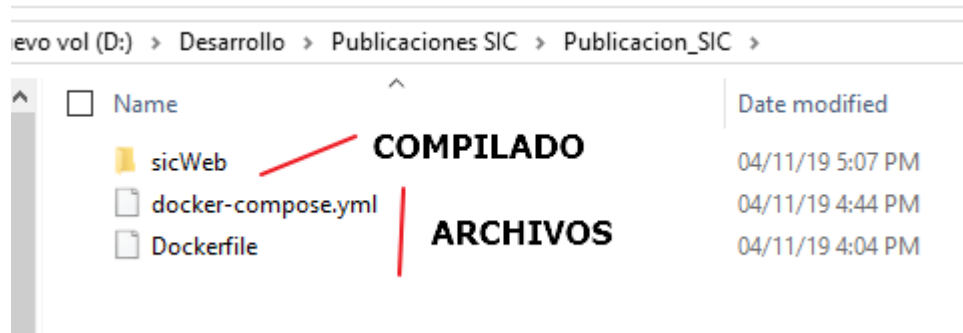 evo vol (D:) > Desarrollo > Publicaciones SIC > Publicacion_SIC >
Name Date modified
sicWeb COMPILADO 04/11/19 5:07 PM
docker-compose.yml 04/11/19 4:44 PM
Dockerfile ARCHIVOS 04/11/19 4:04 PM